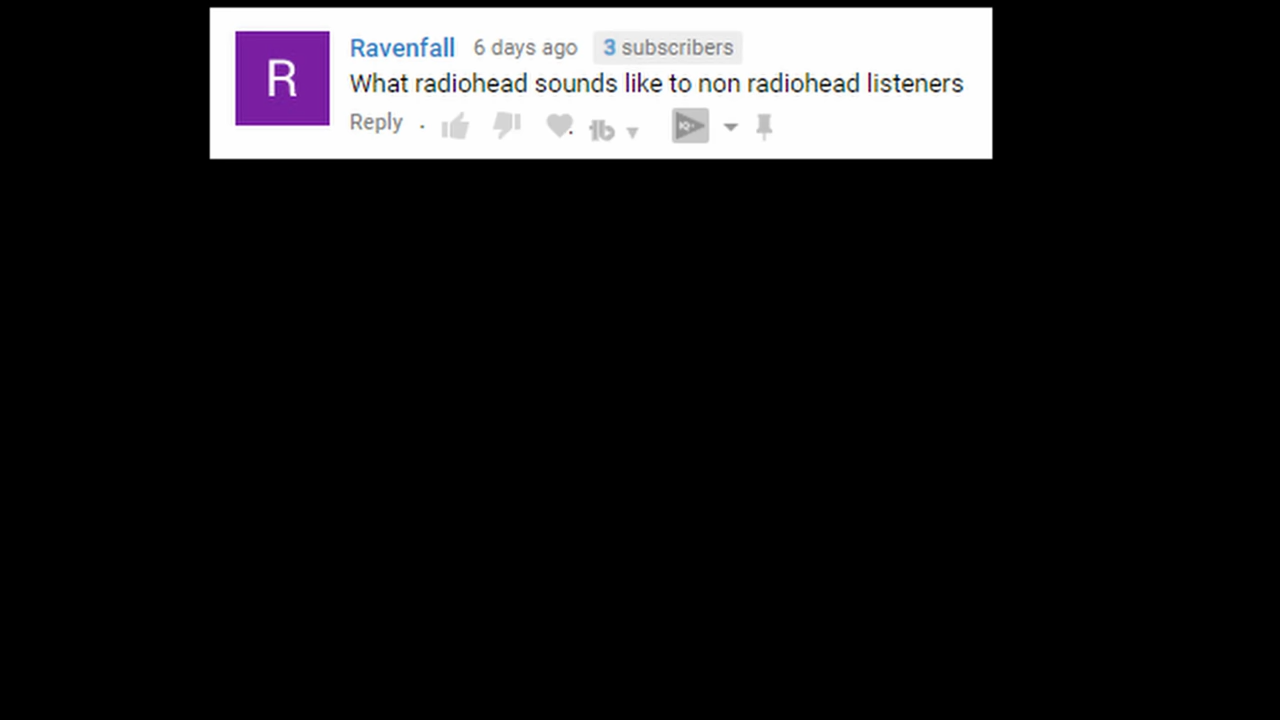 R
Ravenfall 6 days ago 3 subscribers
What radiohead sounds like to non radiohead listeners
Reply .